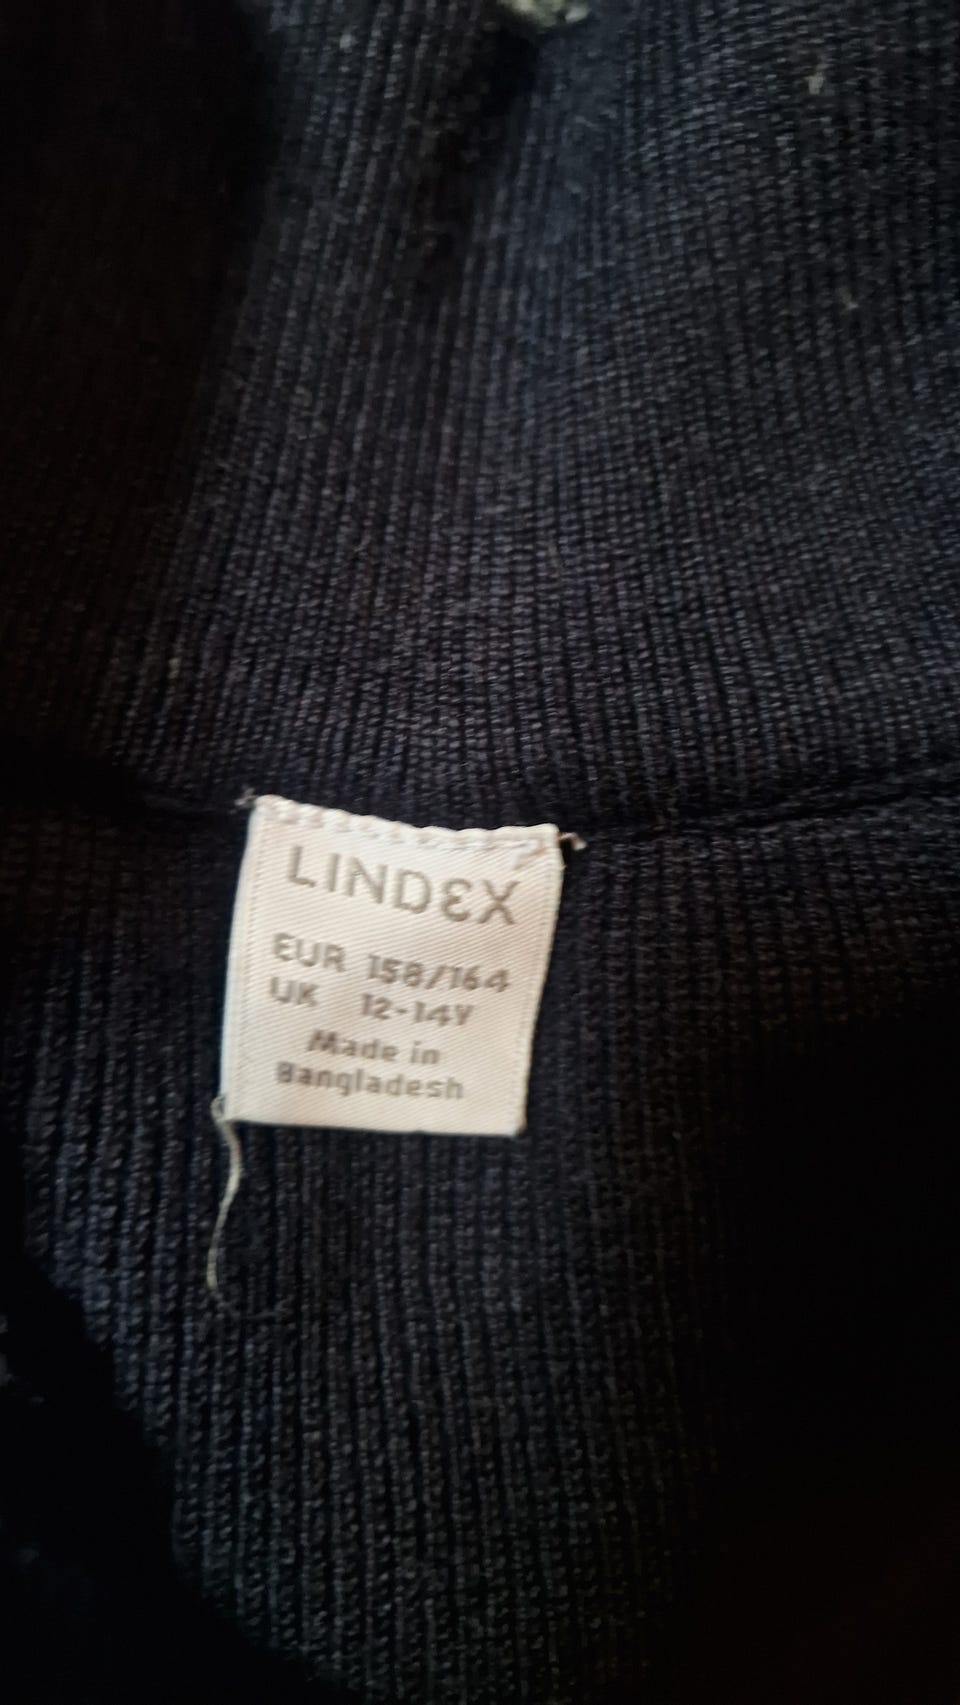 LINDEX
EUR 158/164
UK 12-14Y
Made in
Bangladesh